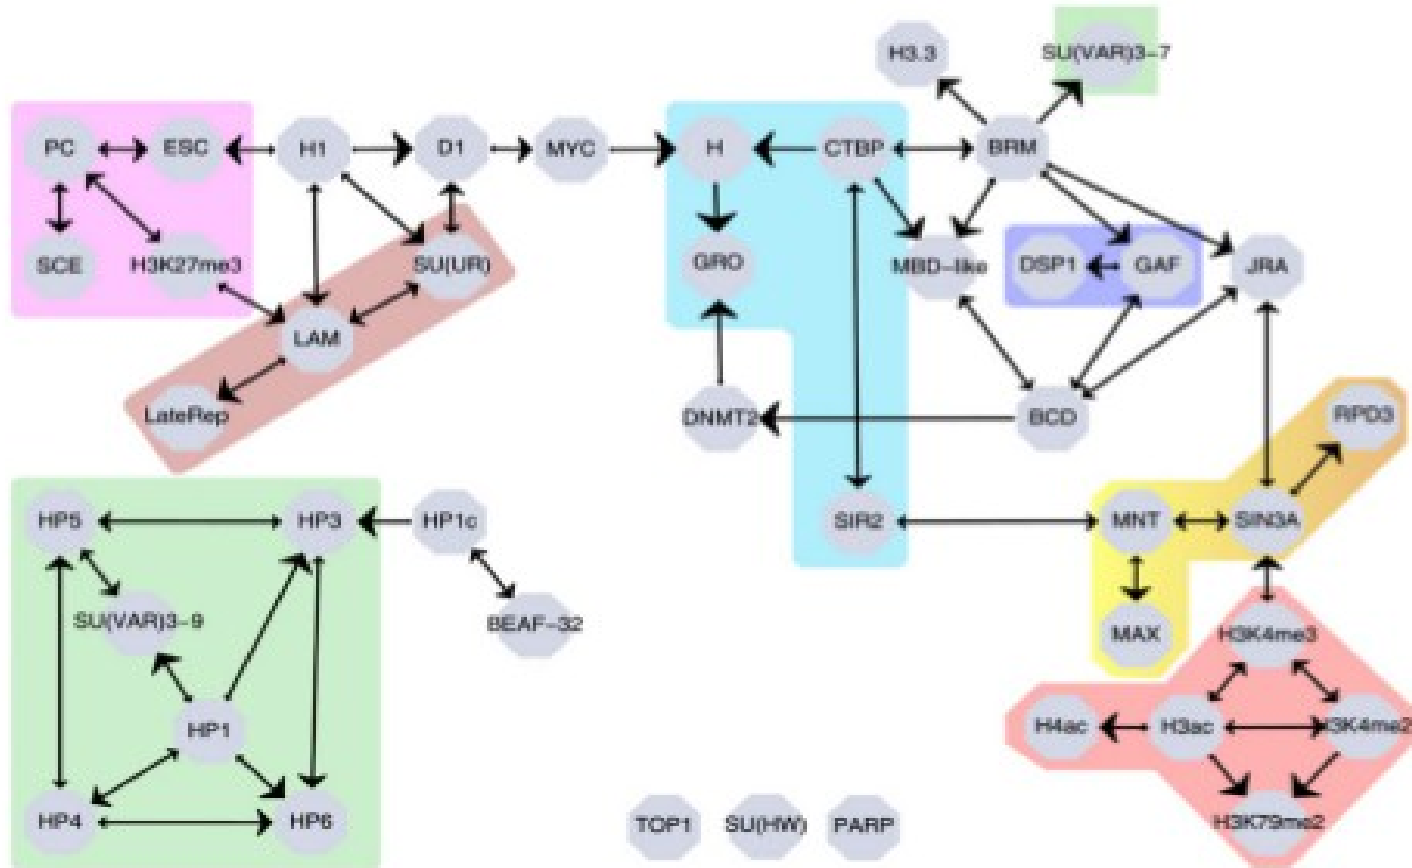 H3.3
SU(VAR)3-7
PC
ESC
H1
D1
MYC
H
CTBP
BRM
SCE
H3K27me3
SU(UR)
GRO
MBD-like
DSP1
GAF
JRA
LAM
LateRep
DNMT2
BCD
RPD3
HP5
HP3
HP1c
SIR2
MNT
SIN3A
SU(VAR)3-9
BEAF-32
MAX
H3K4me3
HP1
H4ac
H3ac
H3K4me2
HP4
HP6
TOP1
SU(HW)
PARP
H3K79me2